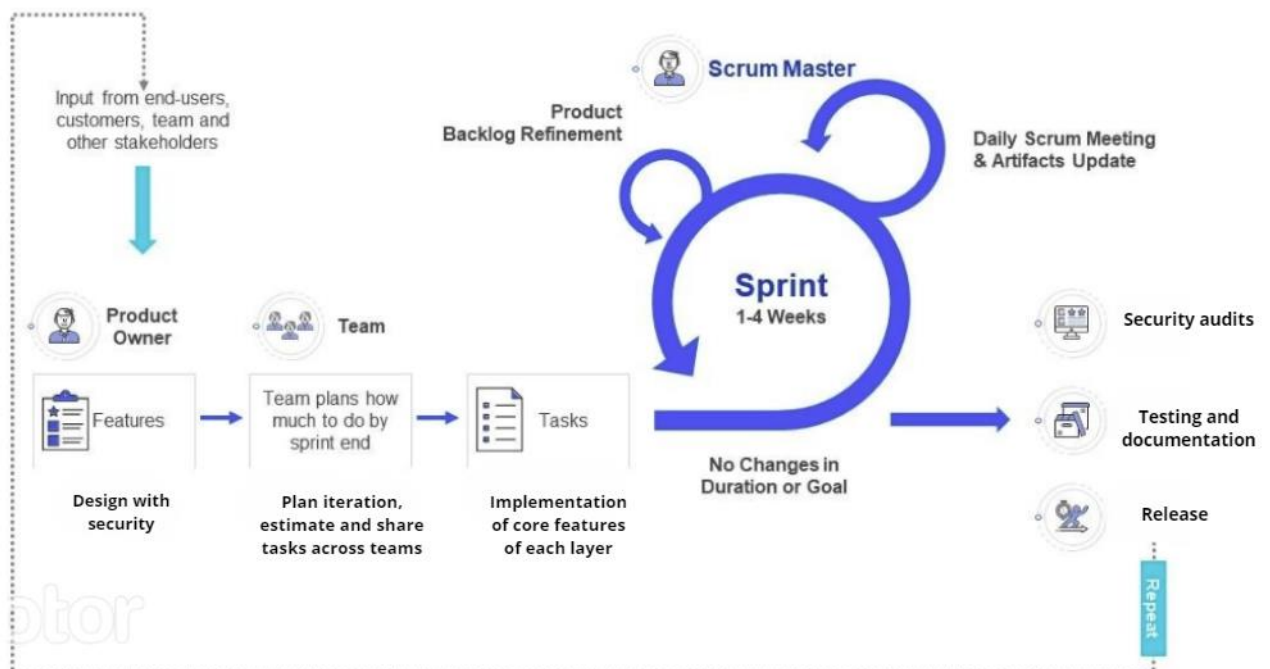 Input from end-users,
customers, team and
other stakeholders
Product
Owner
Features
Design with
security
Team
Team plans how
much to do by
sprint end
Plan iteration,
estimate and share
tasks across teams
Tasks
Implementation
of core features
of each layer
Scrum Master
Product
Backlog Refinement
Daily Scrum Meeting
& Artifacts Update
Sprint
1-4 Weeks
No Changes in
Duration or Goal
Security audits
Testing and
documentation
Release
Repeat